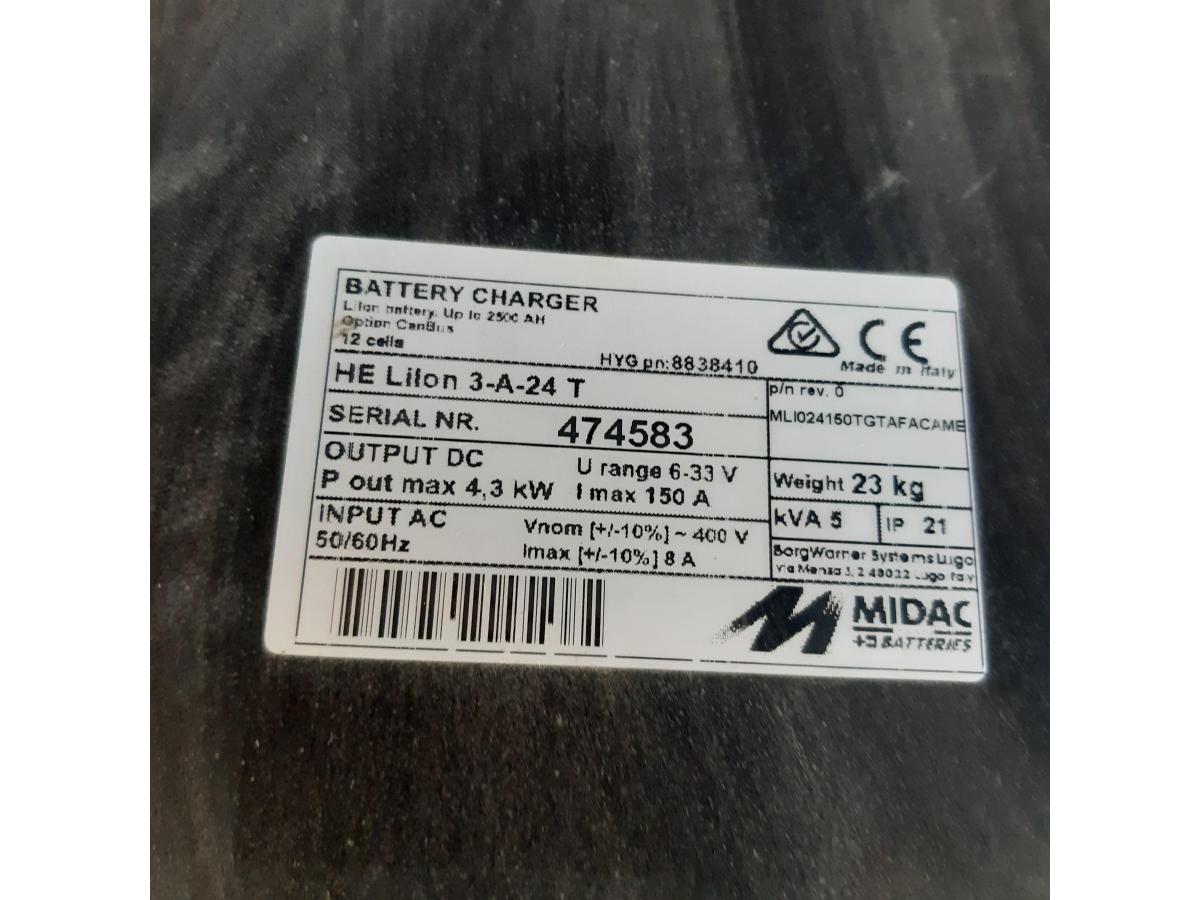 BATTERY CHARGER
LiIon battery. Up to 2500 AH
Option CanBus
12 cells
HYG pn:8838410
CE
Made in Italy
HE LiIon 3-A-24 T
p/n rev. 0
MLI024150TGTAFACAME
SERIAL NR. 474583
OUTPUT DC U range 6-33 V
P out max 4,3 kW I max 150 A
Weight 23 kg
INPUT AC Vnom [+/-10%] ~ 400 V
50/60Hz Imax [+/-10%] 8 A
kVA 5 IP 21
BorgWarner Systems Lugo
Via Mensa 3, 2 48022 Lugo Italy
MIDAC
BATTERIES